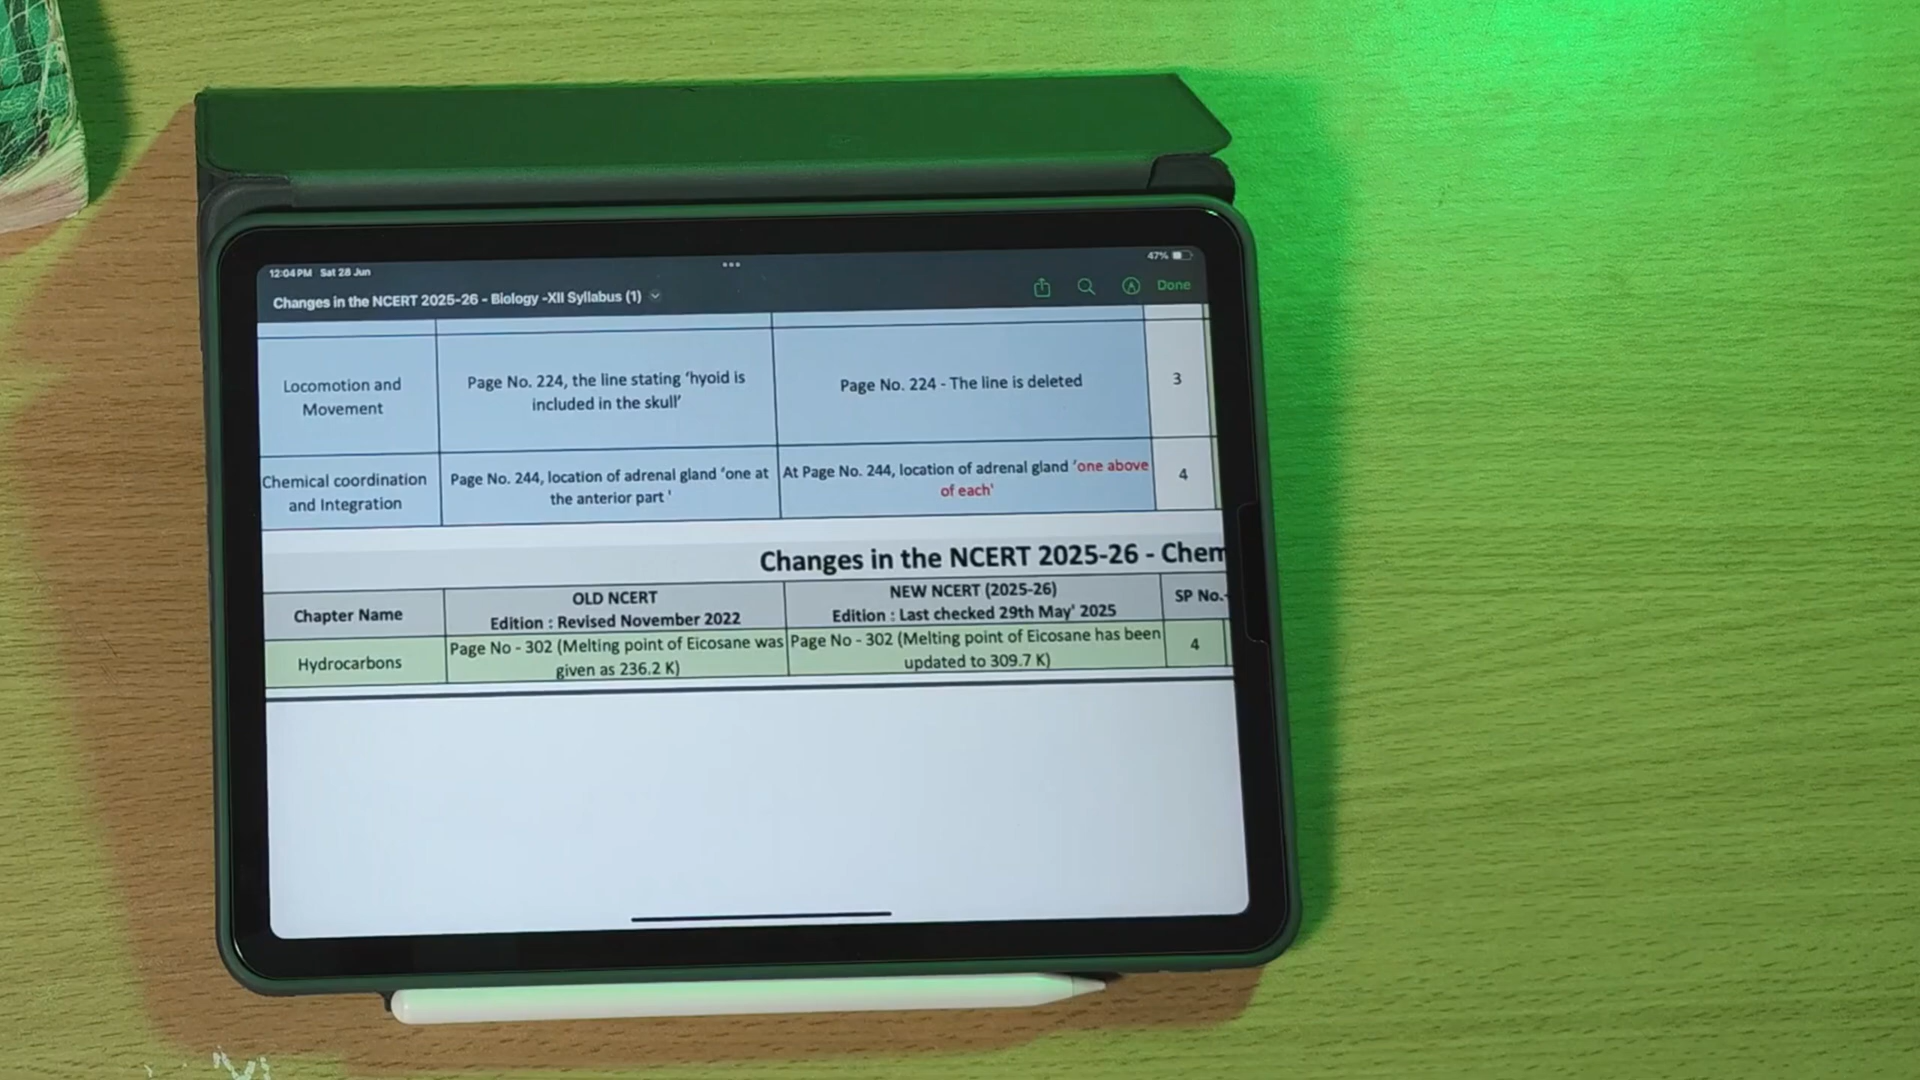 12:04 PM Sat 28 Jun
47%
Changes in the NCERT 2025-26 - Biology -XII Syllabus (1)
Done
Locomotion and
Movement
Page No. 224, the line stating 'hyoid is
included in the skull'
Page No. 224 - The line is deleted
3
Chemical coordination
and Integration
Page No. 244, location of adrenal gland 'one at
the anterior part '
At Page No. 244, location of adrenal gland 'one above
of each'
4
Changes in the NCERT 2025-26 - Chem
Chapter Name
OLD NCERT
Edition : Revised November 2022
NEW NCERT (2025-26)
Edition : Last checked 29th May' 2025
SP No.-
Hydrocarbons
Page No - 302 (Melting point of Eicosane was
given as 236.2 K)
Page No - 302 (Melting point of Eicosane has been
updated to 309.7 K)
4